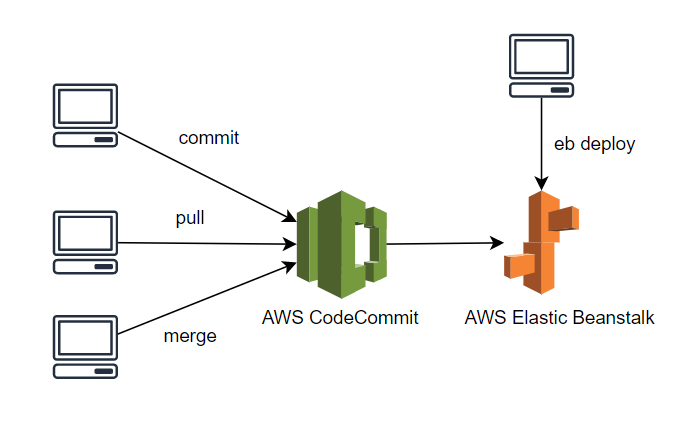 commit
eb deploy
pull
AWS CodeCommit
AWS Elastic Beanstalk
merge